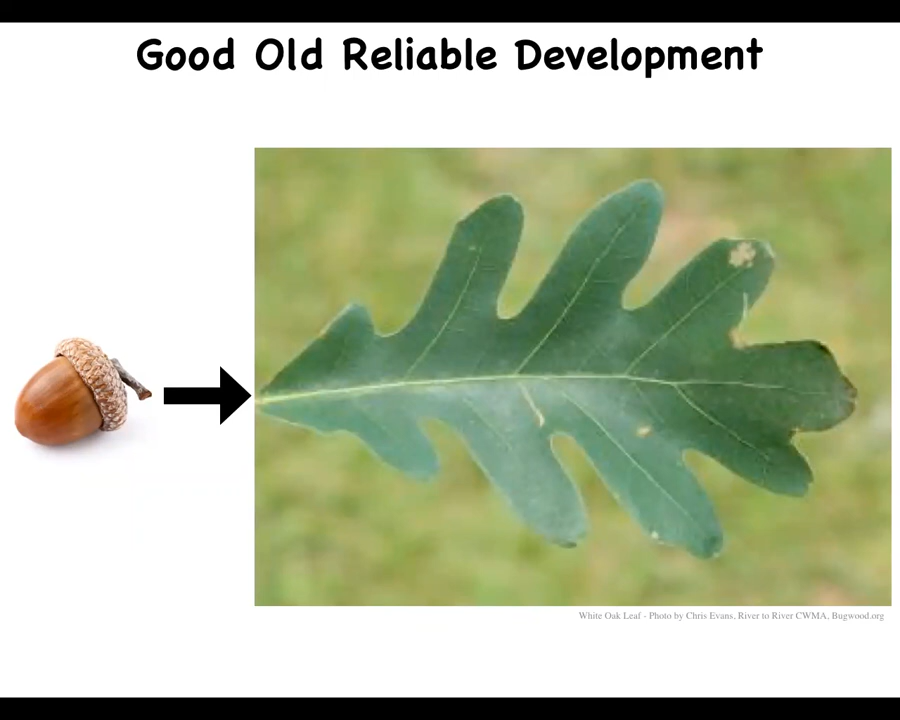 Good Old Reliable Development
White Oak Leaf - Photo by Chris Evans, River to River CWMA, Bugwood.org